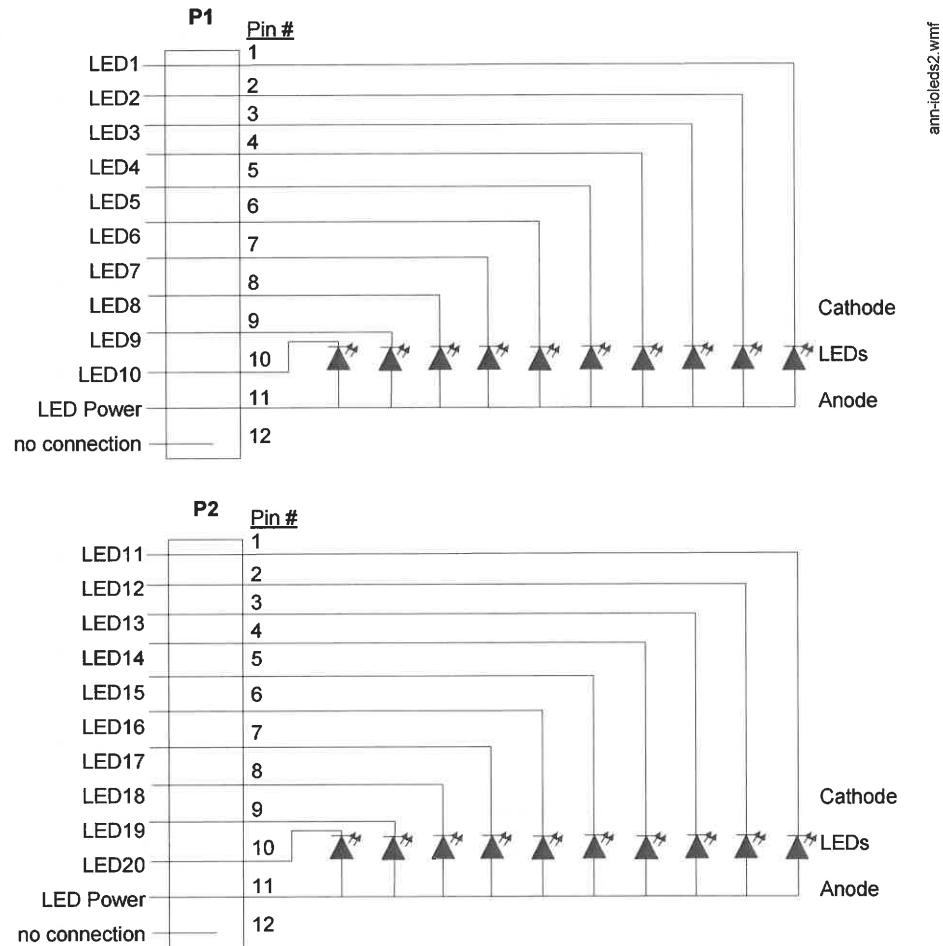 P1
Pin #
LED1 1
LED2 2
LED3 3
LED4 4
LED5 5
LED6 6
LED7 7
LED8 8
LED9 9
LED10 10
LED Power 11
no connection 12
Cathode
LEDs
Anode
ann-ioleds2.wmf
P2
Pin #
LED11 1
LED12 2
LED13 3
LED14 4
LED15 5
LED16 6
LED17 7
LED18 8
LED19 9
LED20 10
LED Power 11
no connection 12
Cathode
LEDs
Anode